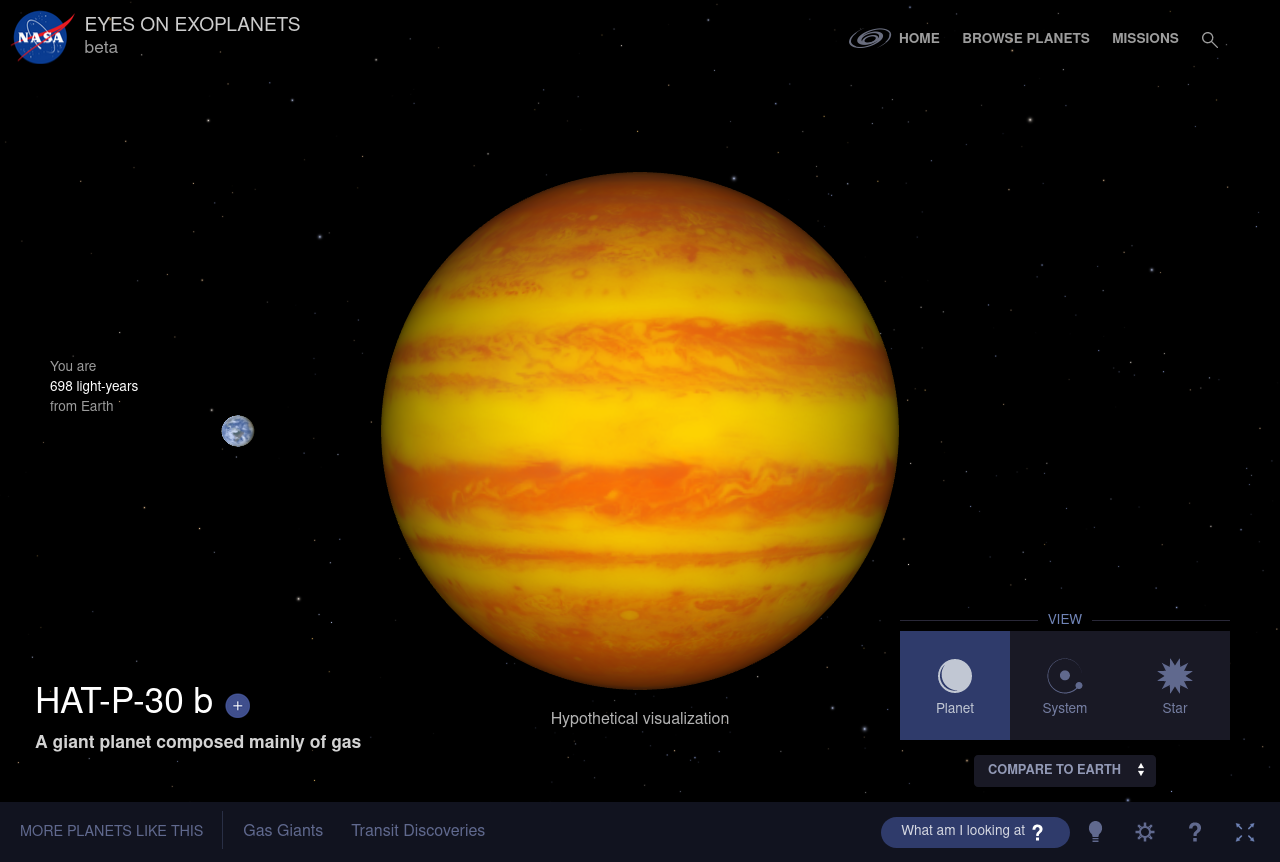 NASA
EYES ON EXOPLANETS
beta
HOME
BROWSE PLANETS
MISSIONS
You are
698 light-years
from Earth
HAT-P-30 b +
A giant planet composed mainly of gas
Hypothetical visualization
VIEW
Planet
System
Star
COMPARE TO EARTH
MORE PLANETS LIKE THIS
Gas Giants
Transit Discoveries
What am I looking at ?
?